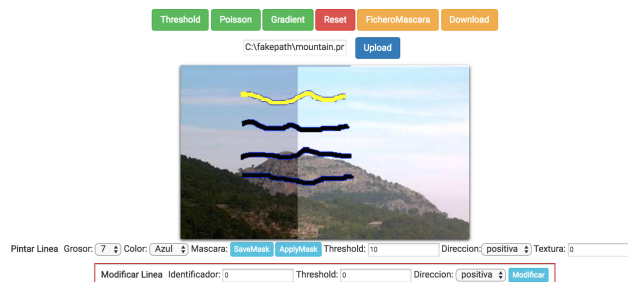 Threshold Poisson Gradient Reset FicheroMascara Download
C:\fakepath\mountain.pr Upload
Pintar Linea Grosor: 7 Color: Azul Mascara: SaveMask ApplyMask Threshold: 10 Direccion: positiva Textura: 0
Modificar Linea Identificador: 0 Threshold: 0 Direccion: positiva Modificar